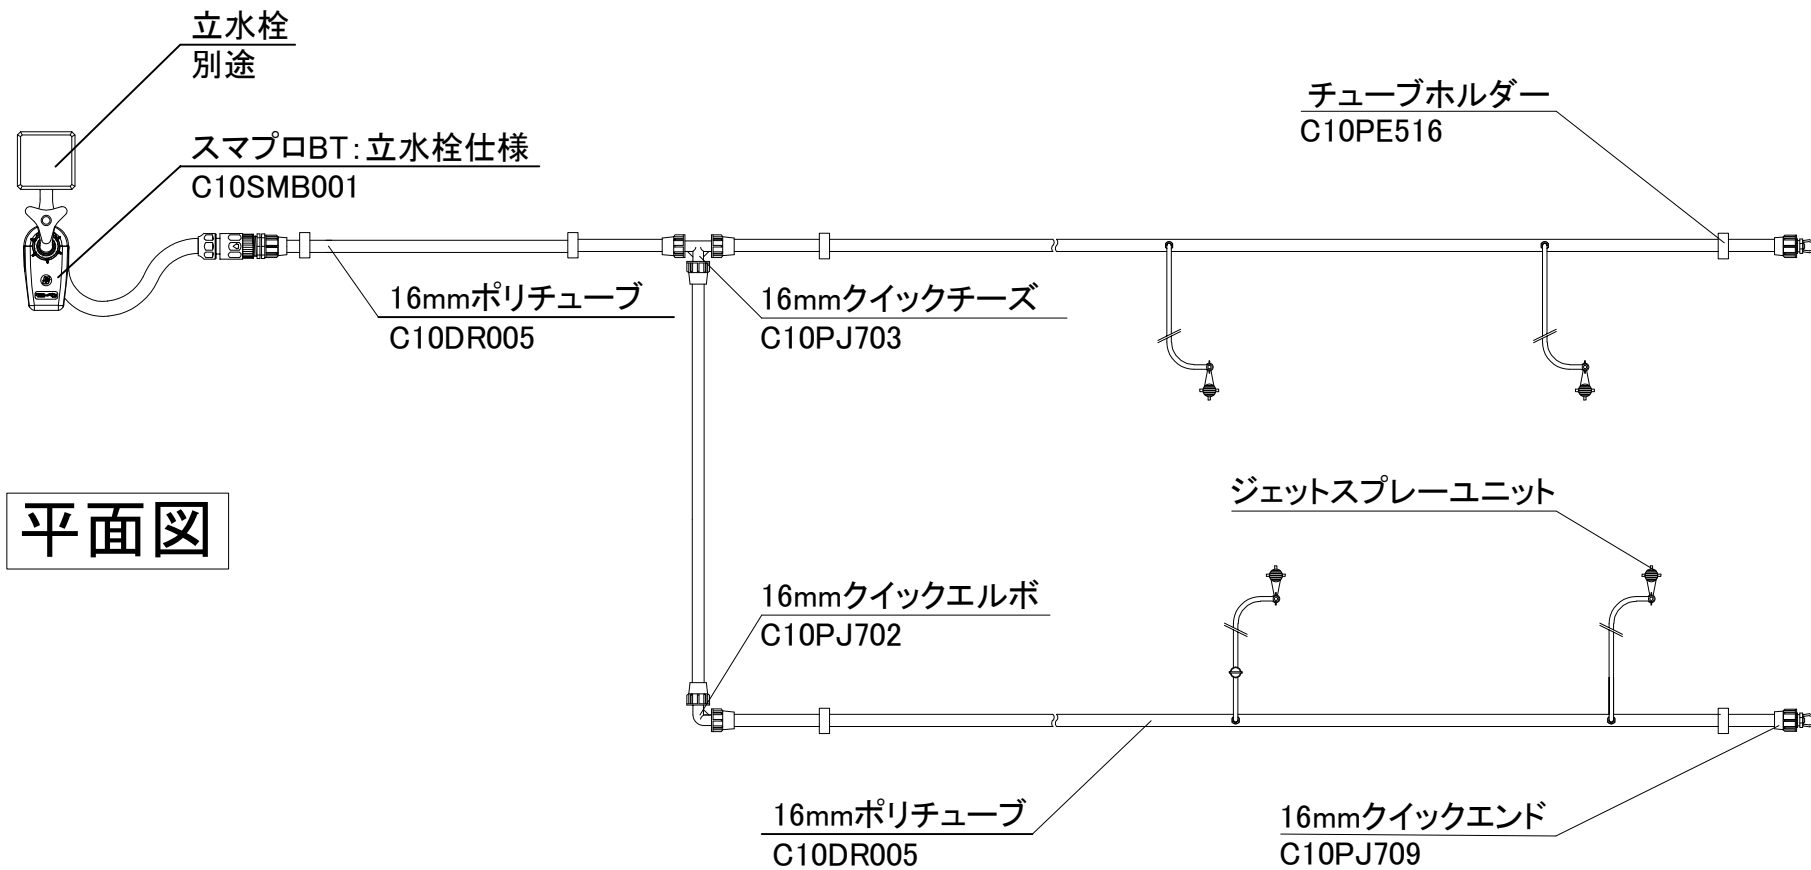 立水栓
別途
スマプロBT:立水栓仕様
C10SMB001
チューブホルダー
C10PE516
16mmポリチューブ
C10DR005
16mmクイックチーズ
C10PJ703
平面図
ジェットスプレーユニット
16mmクイックエルボ
C10PJ702
16mmポリチューブ
C10DR005
16mmクイックエンド
C10PJ709